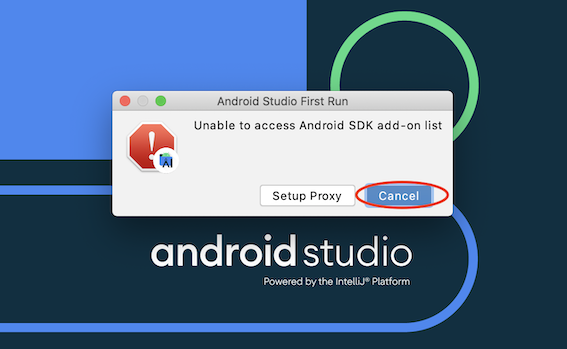 Android Studio First Run
Unable to access Android SDK add-on list
Setup Proxy Cancel
android studio
Powered by the IntelliJ® Platform